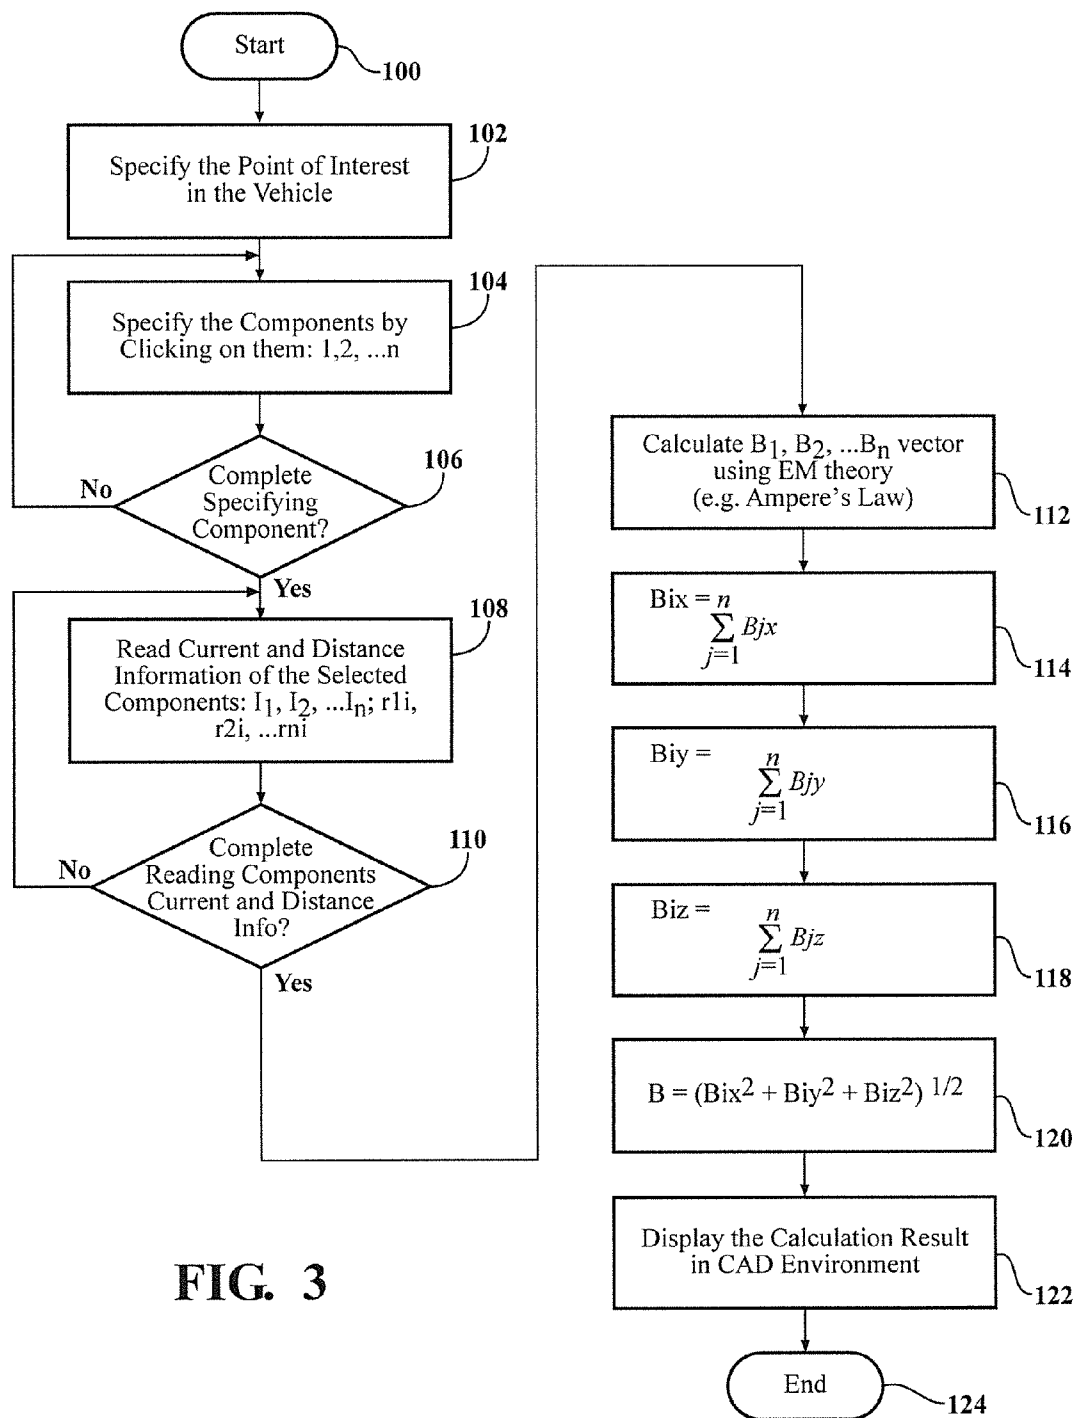 Start
100
102
Specify the Point of Interest
in the Vehicle
104
Specify the Components by
Clicking on them: 1,2, ...n
106
No
Complete
Specifying
Component?
Yes
108
Read Current and Distance
Information of the Selected
Components: I1, I2, ...In; r1i,
r2i, ...rni
110
No
Complete
Reading Components
Current and Distance
Info?
Yes
Calculate B1, B2, ...Bn vector
using EM theory
(e.g. Ampere's Law)
112
Bix = n
∑ Bjx
j=1
114
Biy = n
∑ Bjy
j=1
116
Biz = n
∑ Bjz
j=1
118
B = (Bix2 + Biy2 + Biz2) 1/2
120
Display the Calculation Result
in CAD Environment
122
End
124
FIG. 3